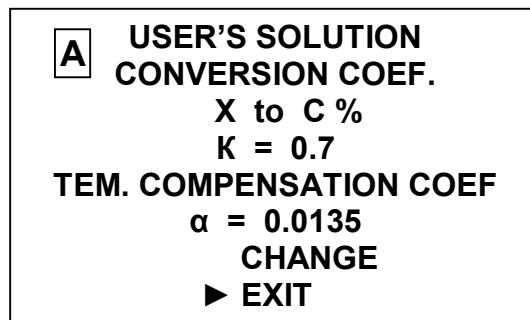 A USER'S SOLUTION
CONVERSION COEF.
X to C %
K = 0.7
TEM. COMPENSATION COEF
α = 0.0135
CHANGE
► EXIT